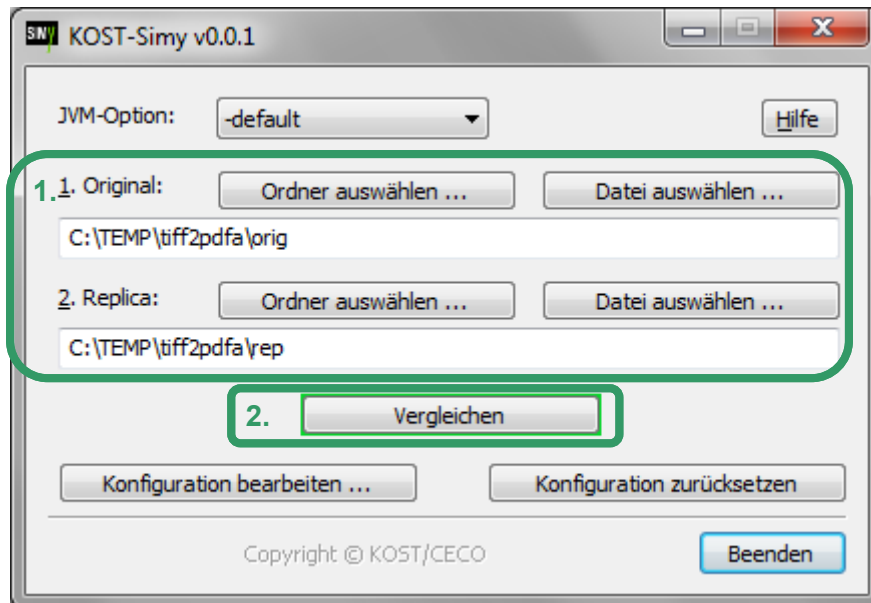 SIMY KOST-Simy v0.0.1
JVM-Option: -default Hilfe
1. 1. Original: Ordner auswählen ... Datei auswählen ...
C:\TEMP\tiff2pdfa\orig
2. Replica: Ordner auswählen ... Datei auswählen ...
C:\TEMP\tiff2pdfa\rep
2. Vergleichen
Konfiguration bearbeiten ... Konfiguration zurücksetzen
Copyright © KOST/CECO Beenden